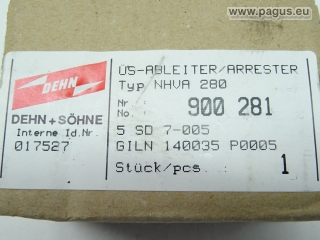 © www.pagus.eu
DEHN
DEHN+SÖHNE
Interne Id.Nr.
017527
ÜS-ABLEITER/ARRESTER
Typ NHVA 280
Nr.
No. 900 281
5 SD 7-005
GILN 140035 P0005
Stück/pcs. 1